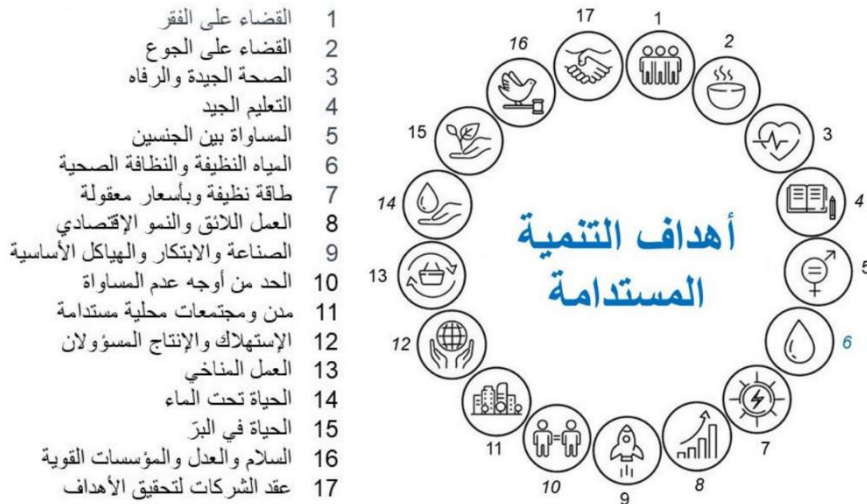 1 القضاء على الفقر
2 القضاء على الجوع
3 الصحة الجيدة والرفاه
4 التعليم الجيد
5 المساواة بين الجنسين
6 المياه النظيفة والنظافة الصحية
7 طاقة نظيفة وبأسعار معقولة
8 العمل اللائق والنمو الإقتصادي
9 الصناعة والابتكار والهياكل الأساسية
10 الحد من أوجه عدم المساواة
11 مدن ومجتمعات محلية مستدامة
12 الإستهلاك والإنتاج المسؤولان
13 العمل المناخي
14 الحياة تحت الماء
15 الحياة في البرّ
16 السلام والعدل والمؤسسات القوية
17 عقد الشركات لتحقيق الأهداف
أهداف التنمية
المستدامة
1
2
3
4
5
6
7
8
9
10
11
12
13
14
15
16
17